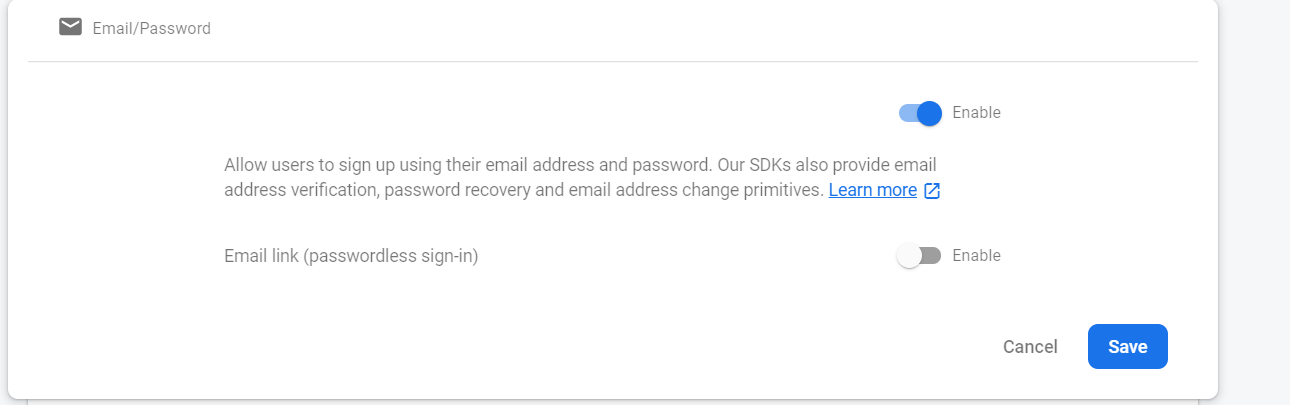 Email/Password
Enable
Allow users to sign up using their email address and password. Our SDKs also provide email
address verification, password recovery and email address change primitives. Learn more
Email link (passwordless sign-in)
Enable
Cancel
Save